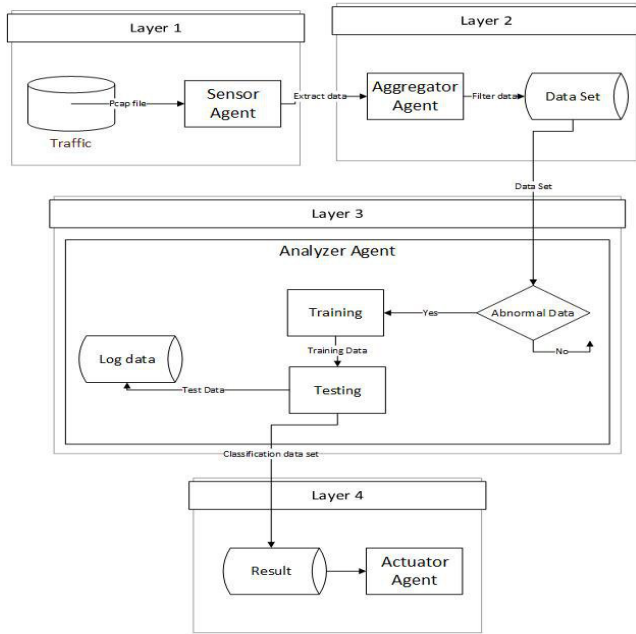 Layer 1
Layer 2
Pcap file
Sensor
Agent
Extract data
Aggregator
Agent
Filter data
Data Set
Traffic
Data Set
Layer 3
Analyzer Agent
Training
Yes
Abnormal Data
No
Training Data
Log data
Testing
Test Data
Classification data set
Layer 4
Result
Actuator
Agent